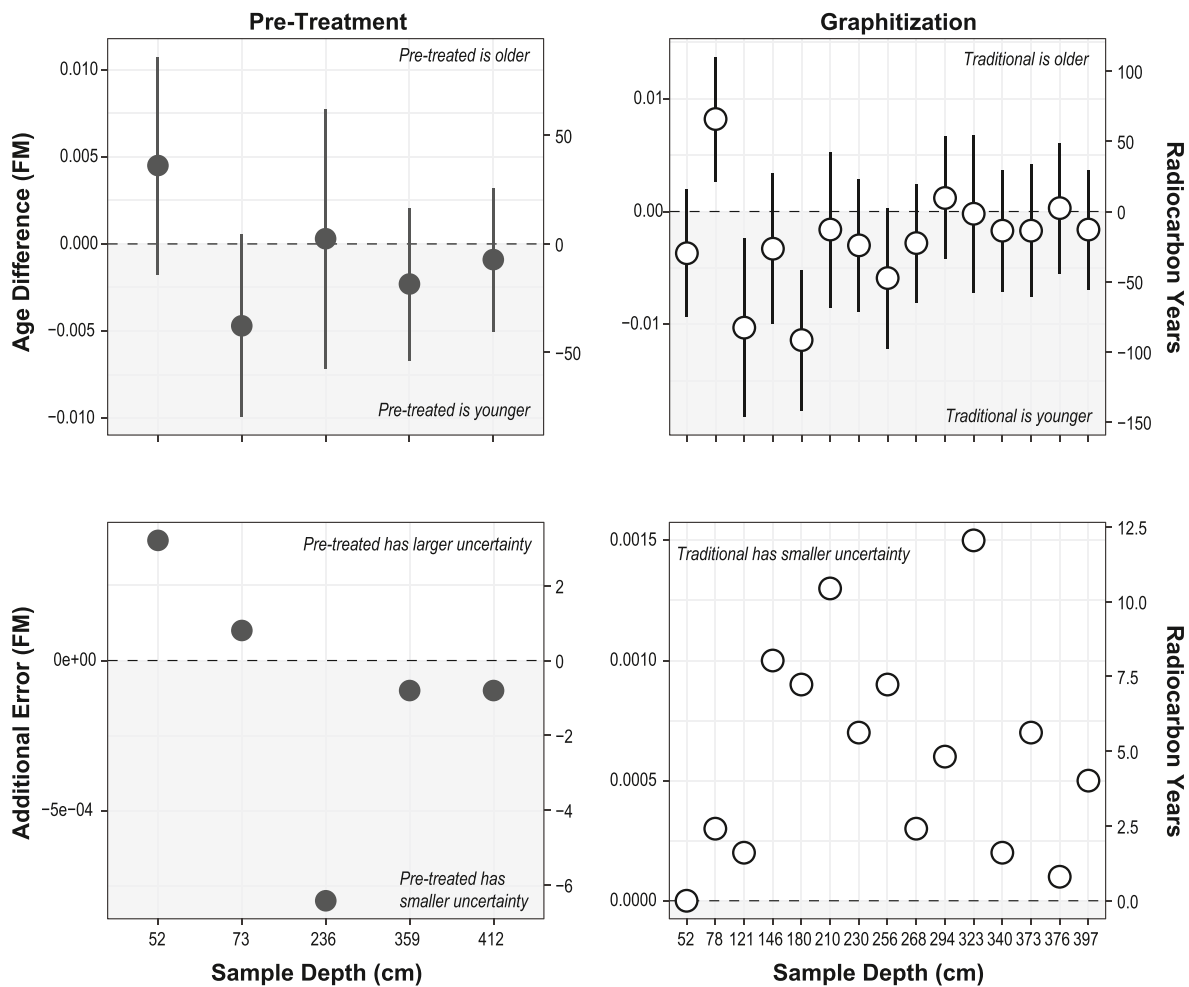 Pre-Treatment
Graphitization
Pre-treated is older
Traditional is older
0.010
0.005
0.000
−0.005
−0.010
Age Difference (FM)
50
0
−50
Pre-treated is younger
0.01
0.00
−0.01
100
50
0
−50
−100
−150
Radiocarbon Years
Traditional is younger
Pre-treated has larger uncertainty
Traditional has smaller uncertainty
0e+00
−5e−04
Additional Error (FM)
2
0
−2
−4
−6
Pre-treated has
smaller uncertainty
0.0015
0.0010
0.0005
0.0000
12.5
10.0
7.5
5.0
2.5
0.0
Radiocarbon Years
52 73 236 359 412
52 78 121 146 180 210 230 256 268 294 323 340 373 376 397
Sample Depth (cm)
Sample Depth (cm)